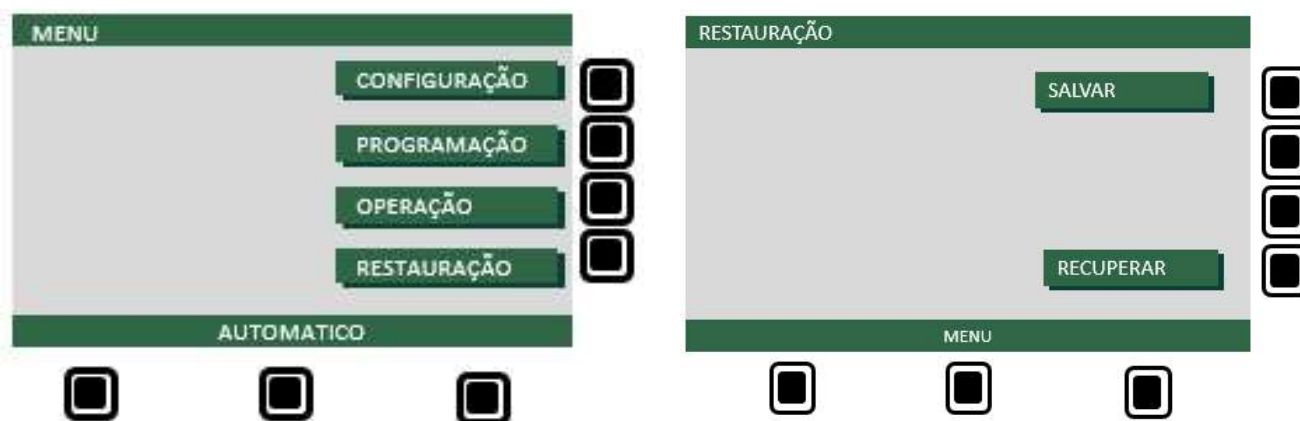 MENU
CONFIGURAÇÃO
PROGRAMAÇÃO
OPERAÇÃO
RESTAURAÇÃO
AUTOMATICO
RESTAURAÇÃO
SALVAR
RECUPERAR
MENU